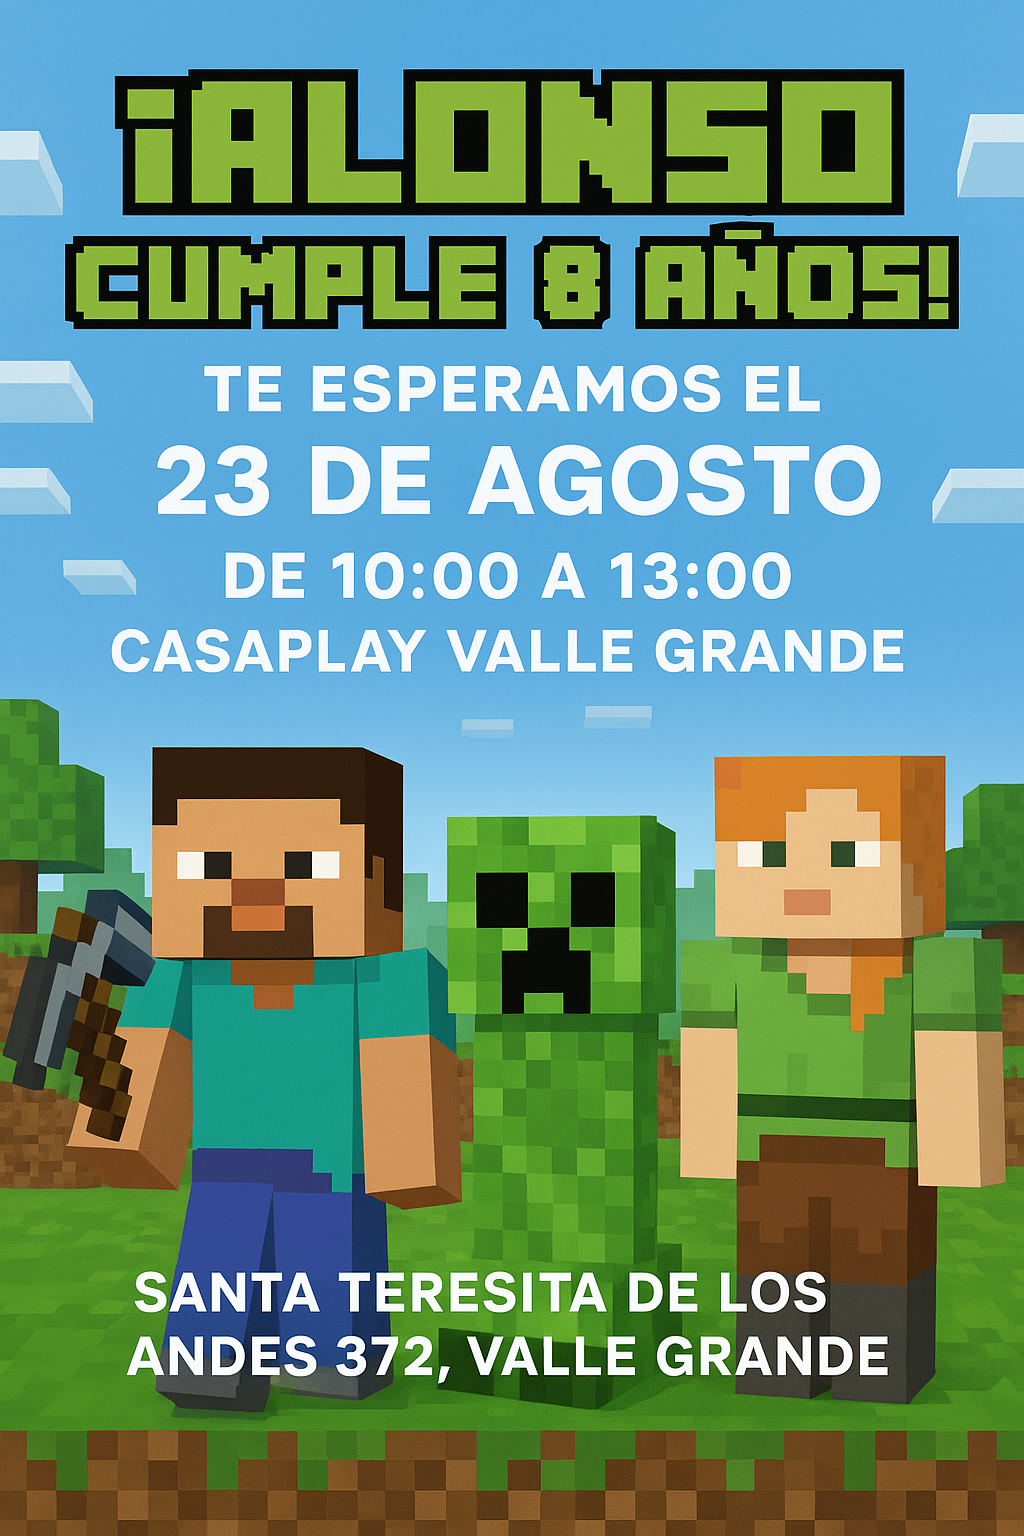 ¡ALONSO
CUMPLE 8 AÑOS!
TE ESPERAMOS EL
23 DE AGOSTO
DE 10:00 A 13:00
CASAPLAY VALLE GRANDE
SANTA TERESITA DE LOS
ANDES 372, VALLE GRANDE